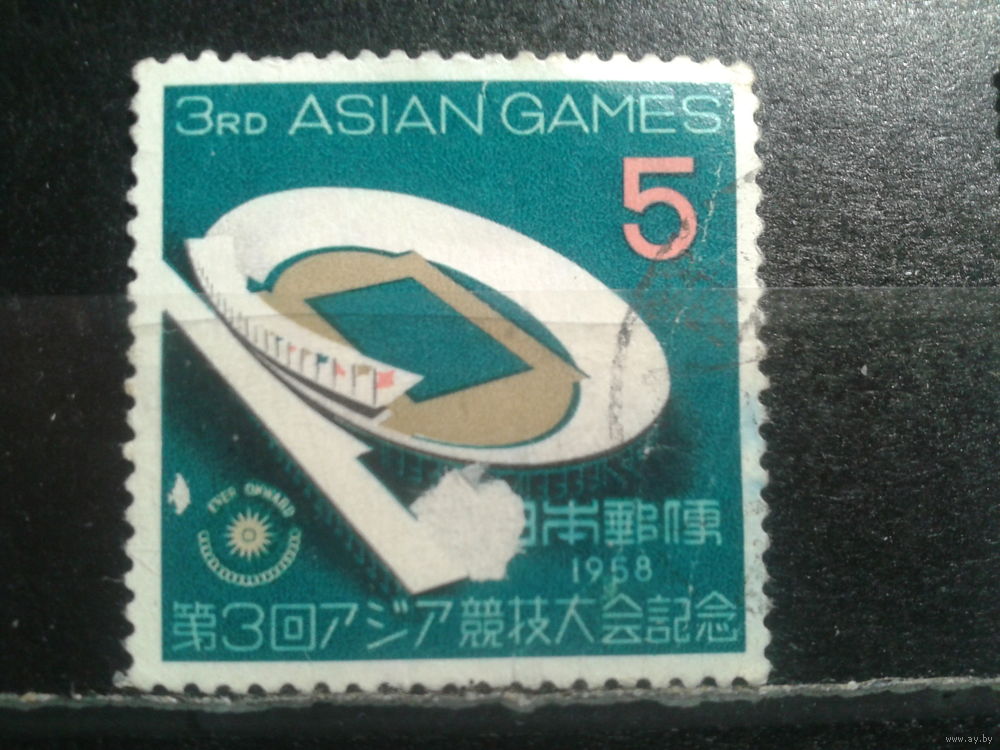 3RD ASIAN GAMES
5
EVER ONWARD
日本郵便
1958
第3回アジア競技大会記念
www.ay.by